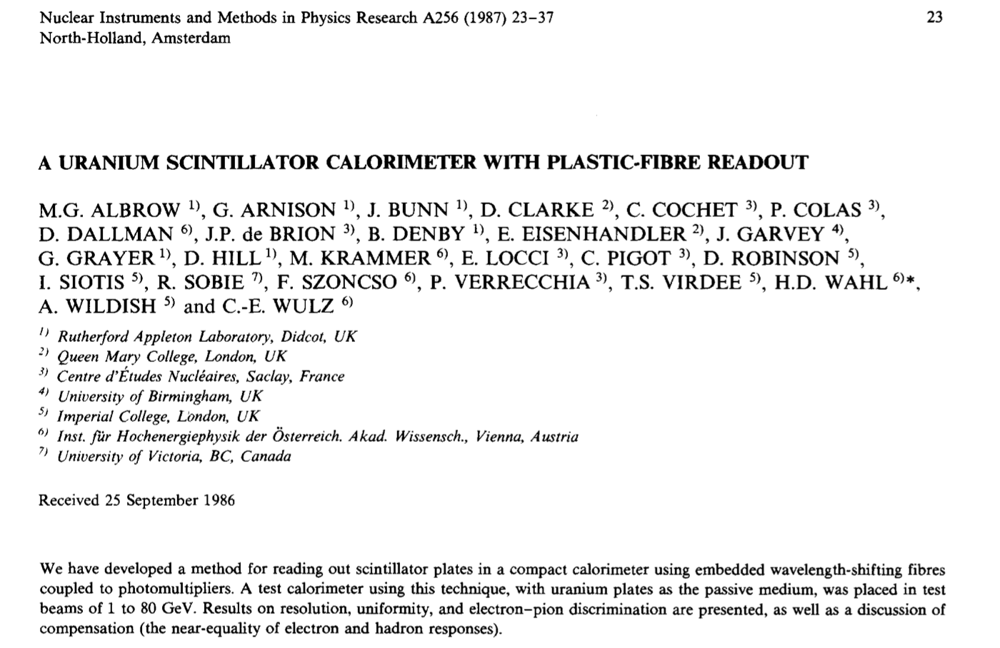 Nuclear Instruments and Methods in Physics Research A256 (1987) 23–37 23
North-Holland, Amsterdam
A URANIUM SCINTILLATOR CALORIMETER WITH PLASTIC-FIBRE READOUT
M.G. ALBROW 1), G. ARNISON 1), J. BUNN 1), D. CLARKE 2), C. COCHET 3), P. COLAS 3),
D. DALLMAN 6), J.P. de BRION 3), B. DENBY 1), E. EISENHANDLER 2), J. GARVEY 4),
G. GRAYER 1), D. HILL 1), M. KRAMMER 6), E. LOCCI 3), C. PIGOT 3), D. ROBINSON 5),
I. SIOTIS 5), R. SOBIE 7), F. SZONCSO 6), P. VERRECCHIA 3), T.S. VIRDEE 5), H.D. WAHL 6)*,
A. WILDISH 5) and C.-E. WULZ 6)
1) Rutherford Appleton Laboratory, Didcot, UK
2) Queen Mary College, London, UK
3) Centre d'Études Nucléaires, Saclay, France
4) University of Birmingham, UK
5) Imperial College, London, UK
6) Inst. für Hochenergiephysik der Österreich. Akad. Wissensch., Vienna, Austria
7) University of Victoria, BC, Canada
Received 25 September 1986
We have developed a method for reading out scintillator plates in a compact calorimeter using embedded wavelength-shifting fibres
coupled to photomultipliers. A test calorimeter using this technique, with uranium plates as the passive medium, was placed in test
beams of 1 to 80 GeV. Results on resolution, uniformity, and electron–pion discrimination are presented, as well as a discussion of
compensation (the near-equality of electron and hadron responses).